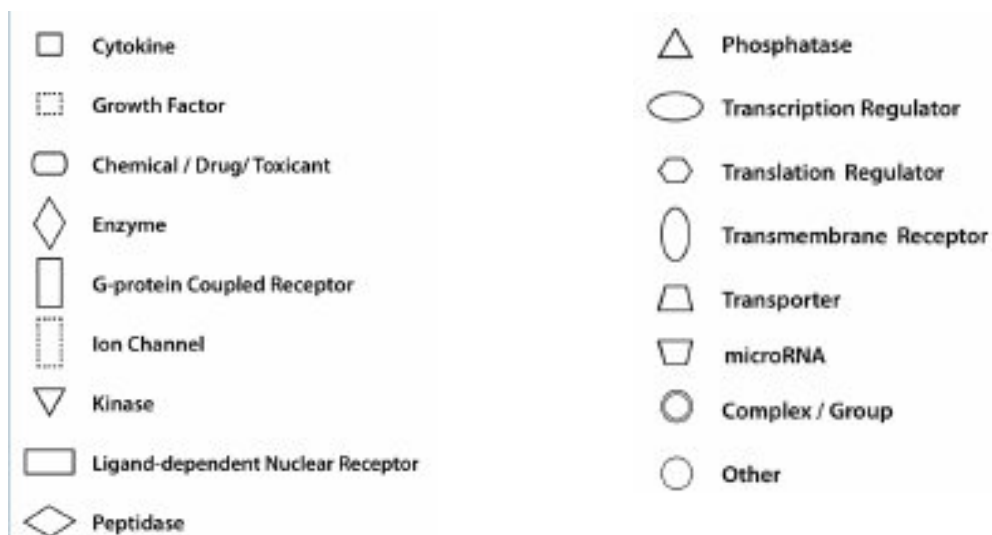 Cytokine
Growth Factor
Chemical / Drug/ Toxicant
Enzyme
G-protein Coupled Receptor
Ion Channel
Kinase
Ligand-dependent Nuclear Receptor
Peptidase
Phosphatase
Transcription Regulator
Translation Regulator
Transmembrane Receptor
Transporter
microRNA
Complex / Group
Other